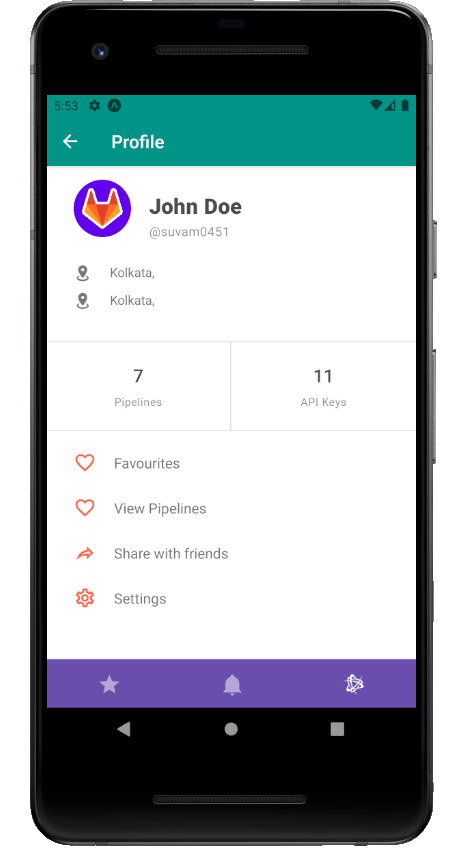 5:53
Profile
John Doe
@suvam0451
Kolkata,
Kolkata,
7
Pipelines
11
API Keys
Favourites
View Pipelines
Share with friends
Settings